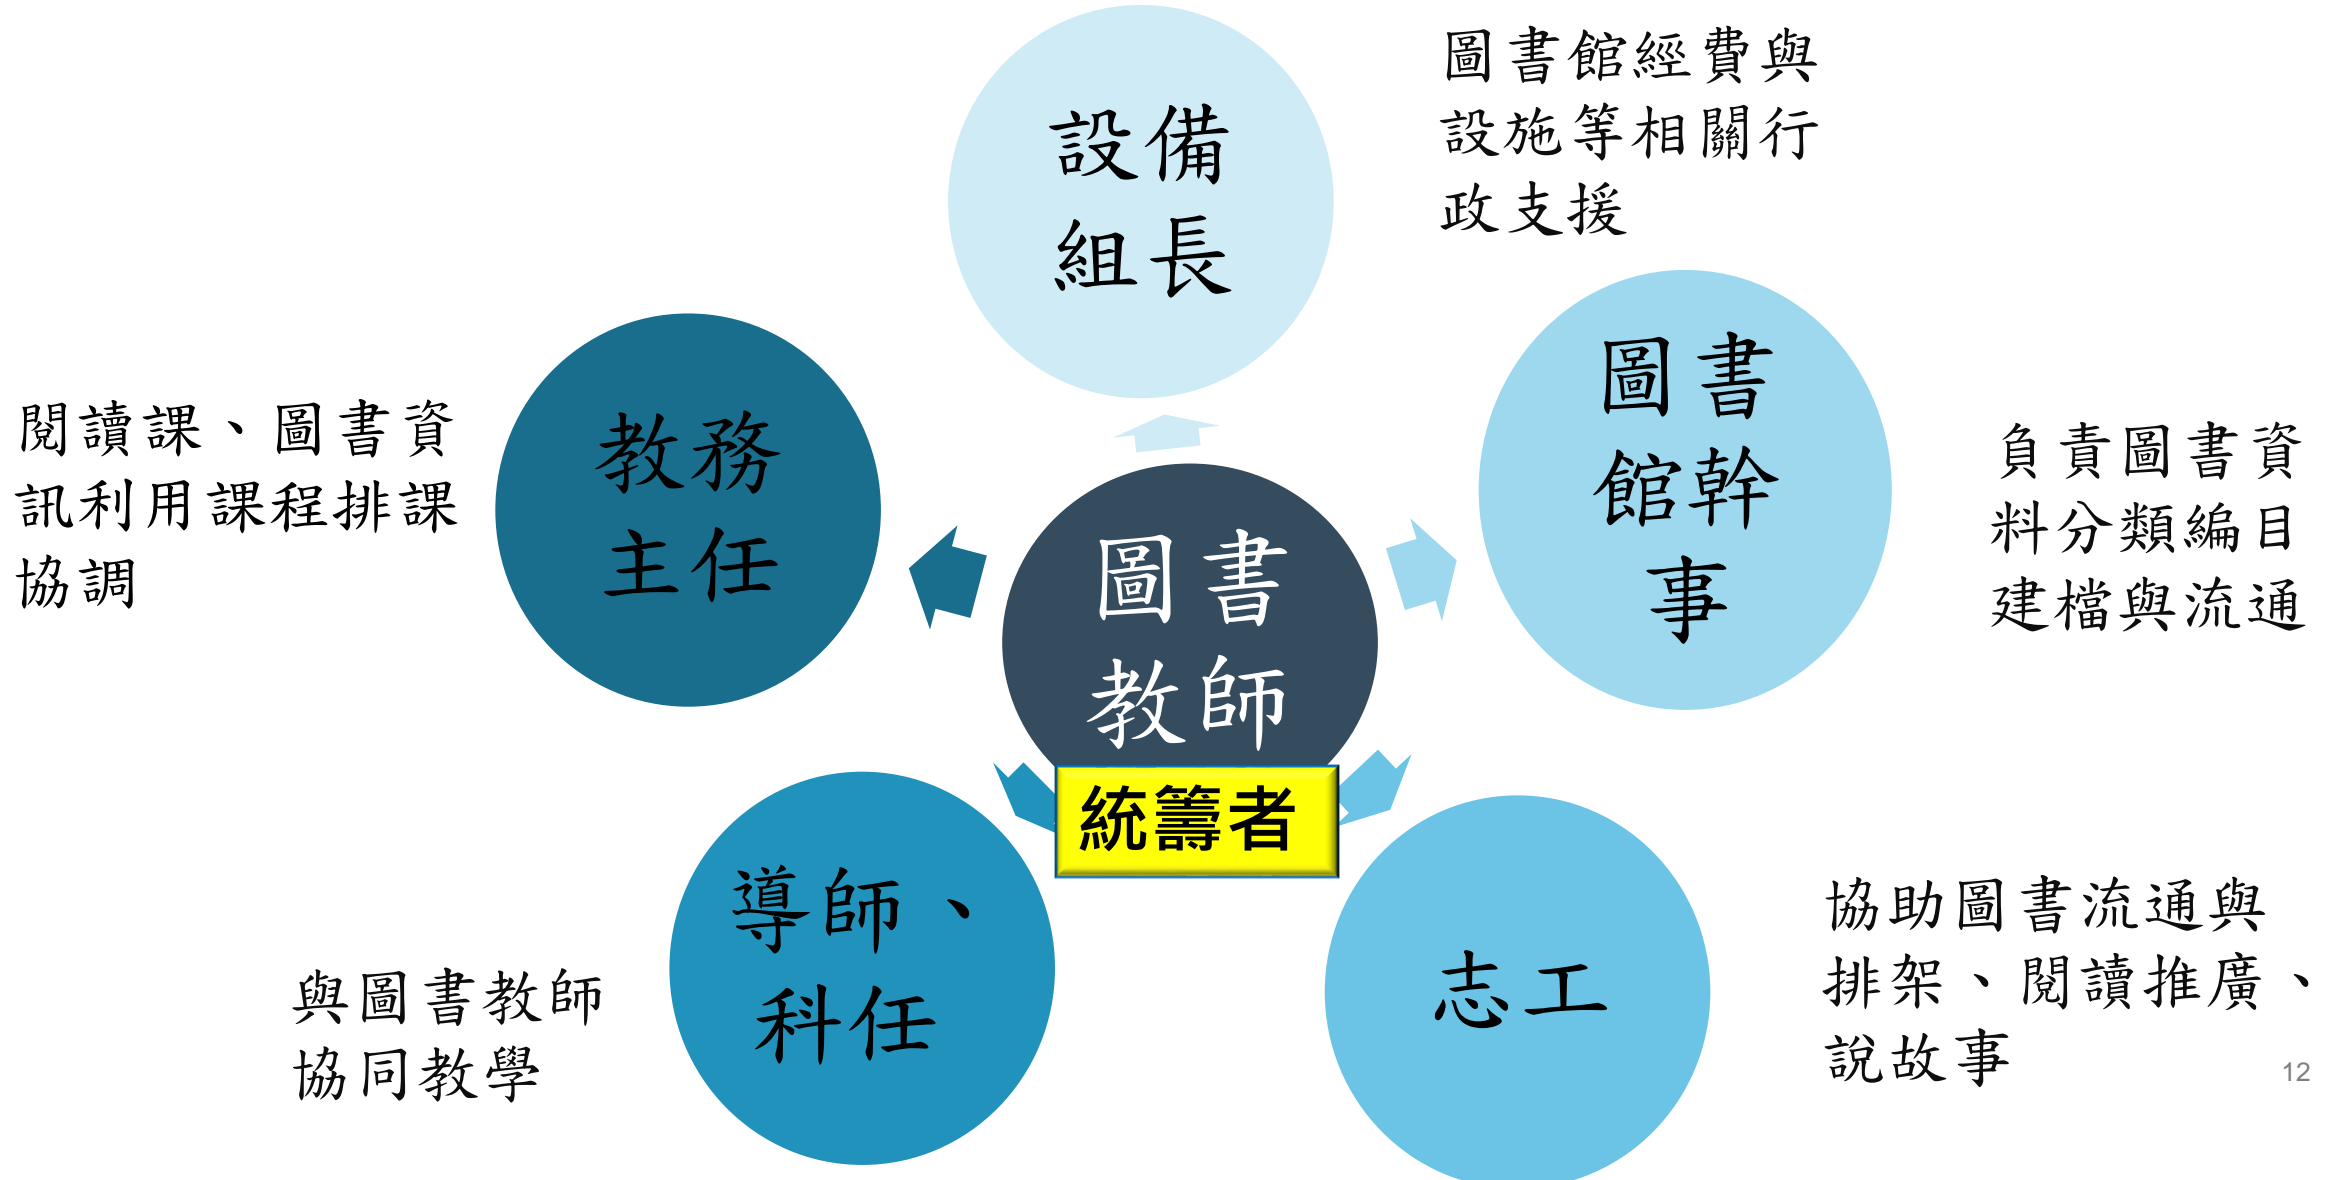 設備
組長
圖書館經費與
設施等相關行
政支援
圖書
館幹
事
負責圖書資
料分類編目
建檔與流通
教務
主任
閱讀課、圖書資
訊利用課程排課
協調
圖書
教師
統籌者
導師、
科任
與圖書教師
協同教學
志工
協助圖書流通與
排架、閱讀推廣、
說故事
12